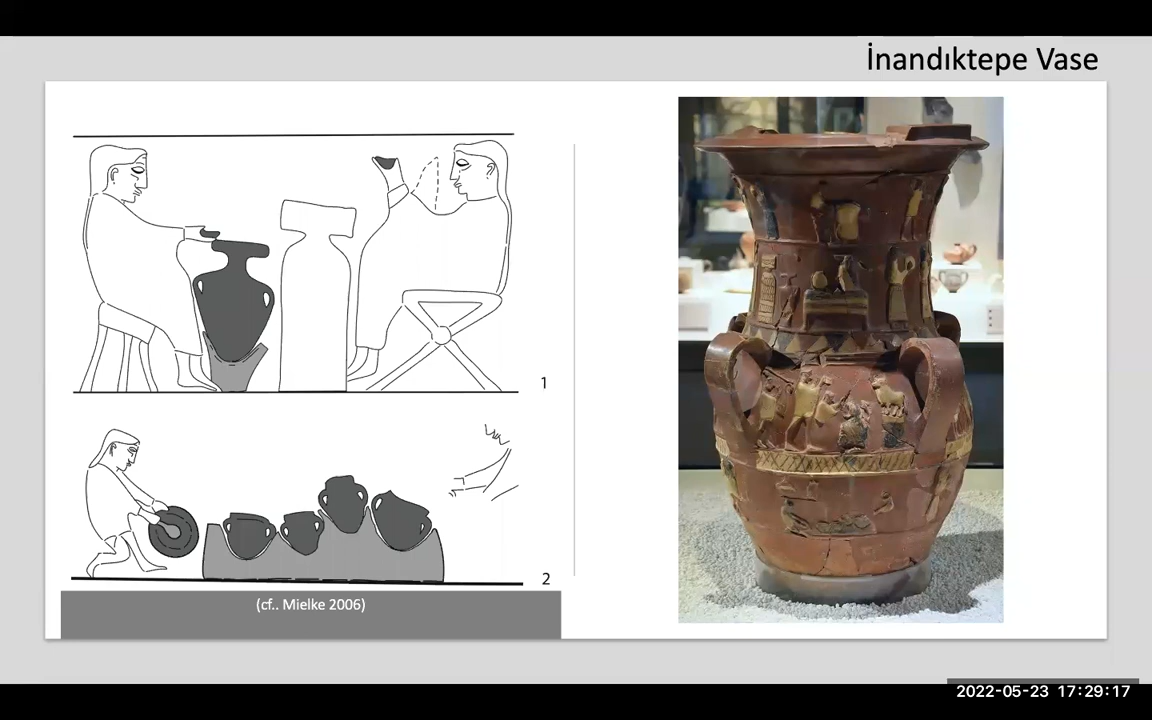 İnandıktepe Vase
1
2
(cf.. Mielke 2006)
2022-05-23 17:29:17